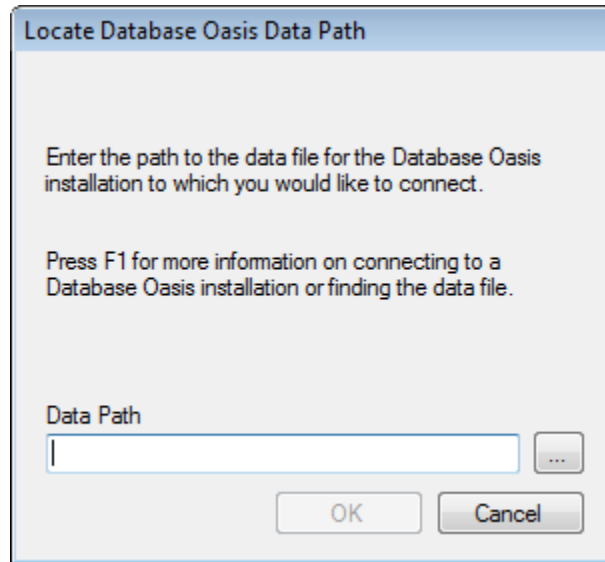 Locate Database Oasis Data Path
Enter the path to the data file for the Database Oasis
installation to which you would like to connect.
Press F1 for more information on connecting to a
Database Oasis installation or finding the data file.
Data Path
...
OK
Cancel